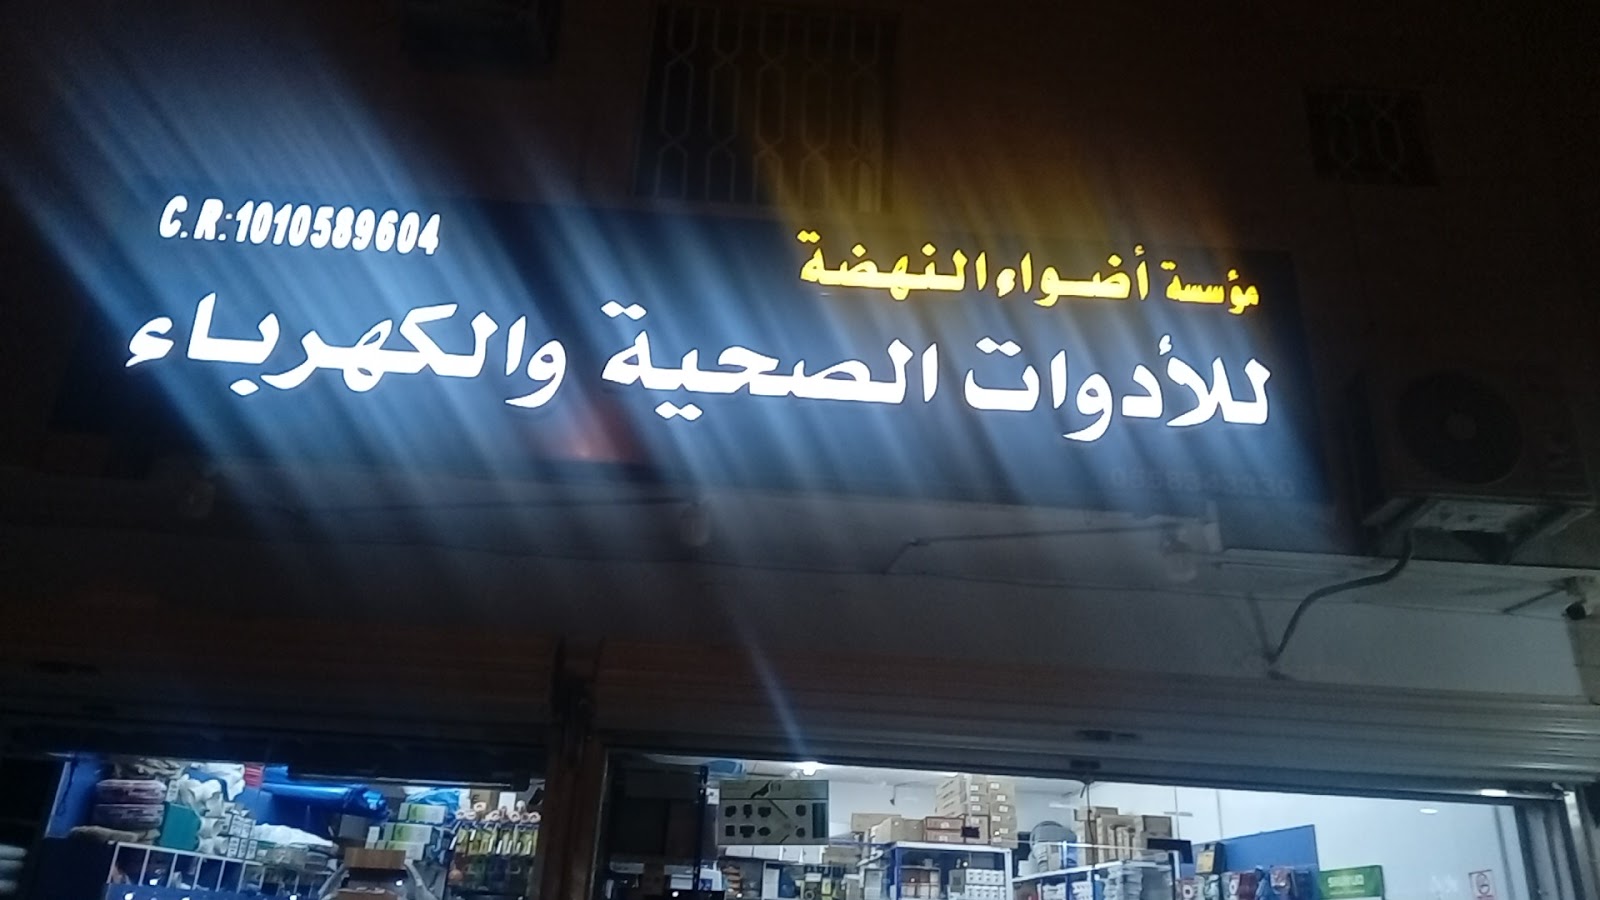 مؤسسة أضواء النهضة
C.R.:1010589604
للأدوات الصحية والكهرباء